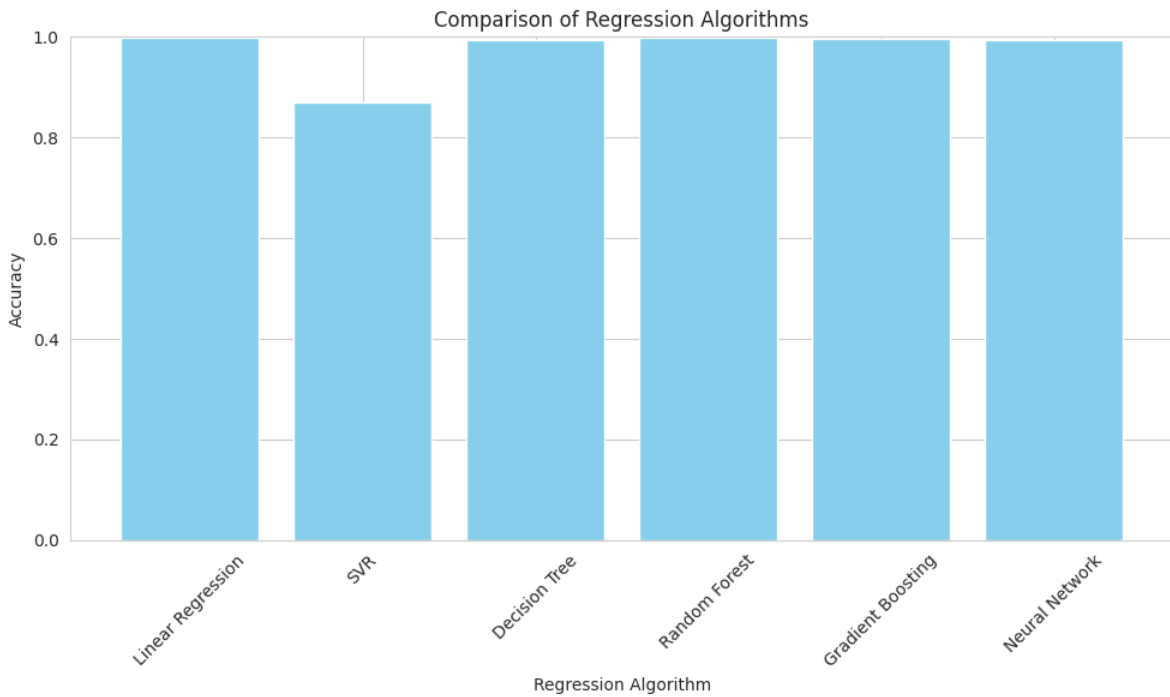 Comparison of Regression Algorithms
1.0
0.8
0.6
0.4
0.2
0.0
Accuracy
Linear Regression
SVR
Decision Tree
Random Forest
Gradient Boosting
Neural Network
Regression Algorithm